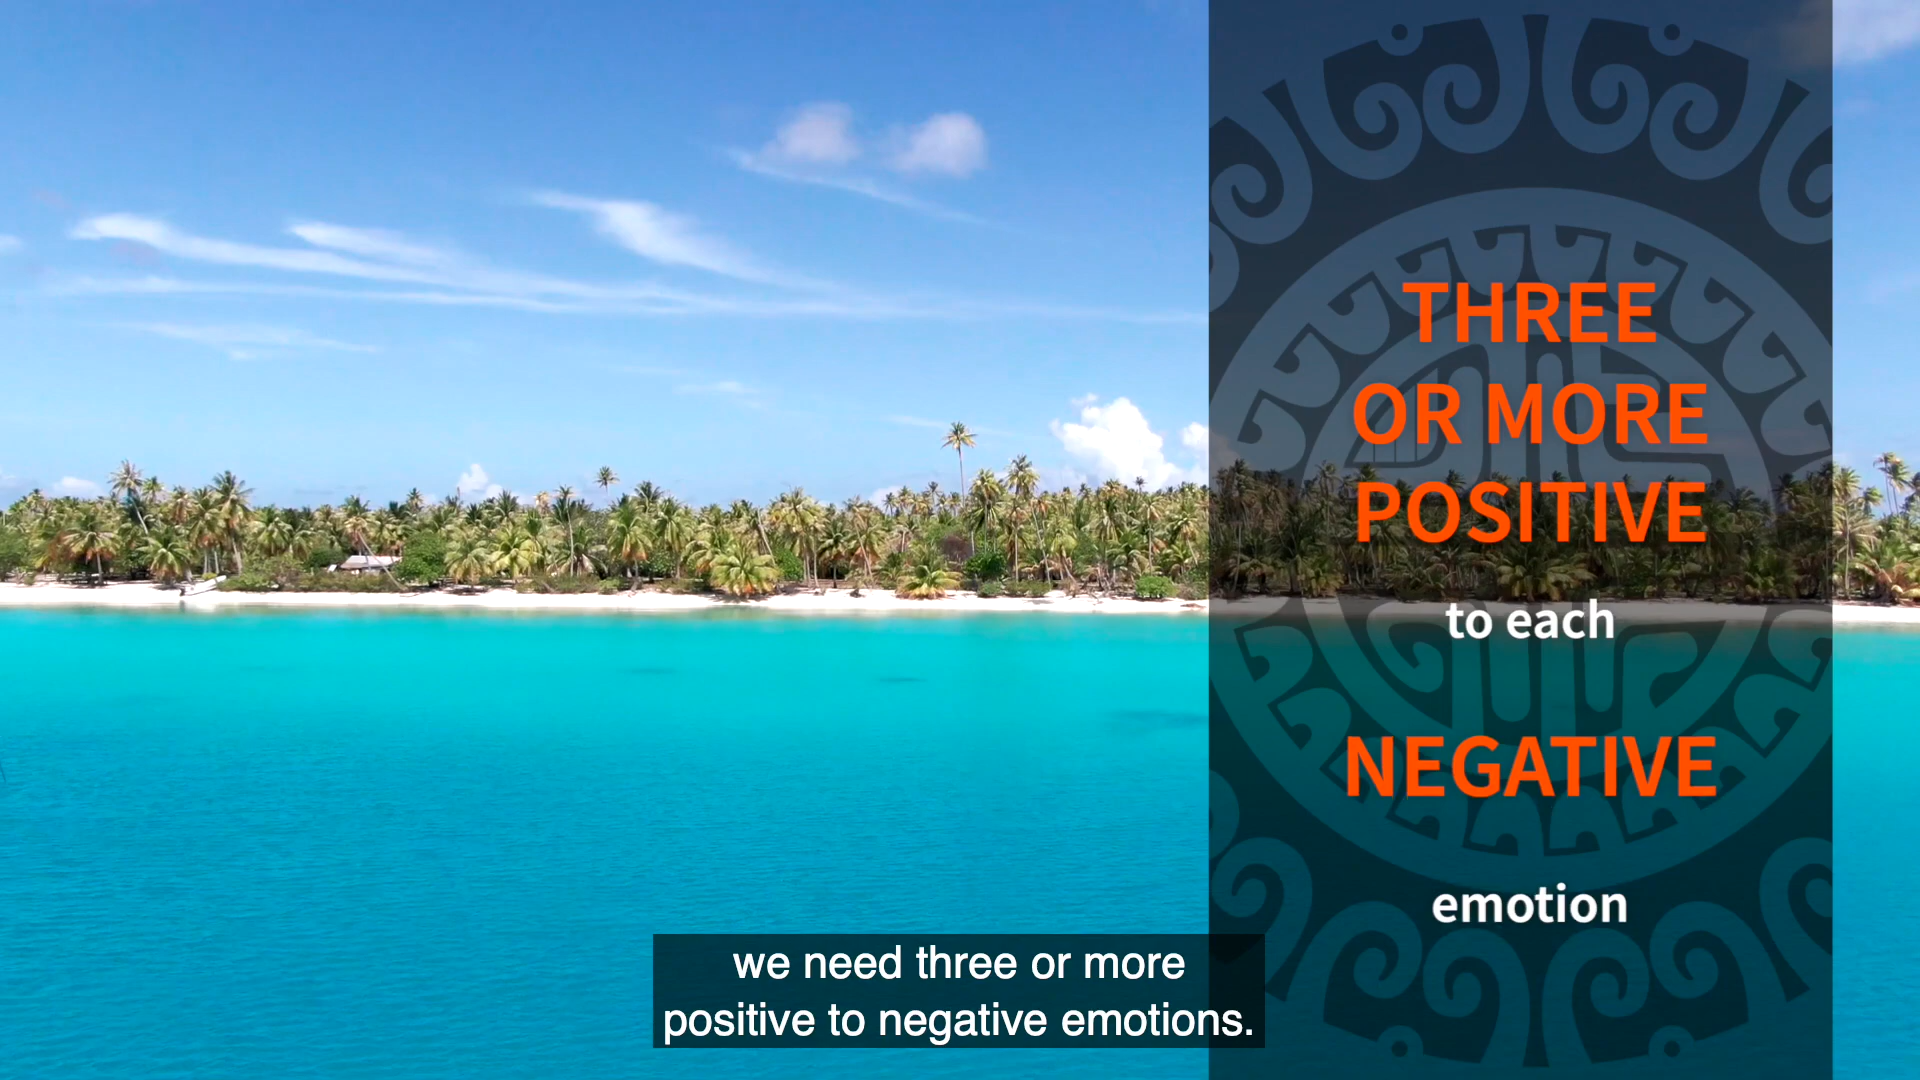 THREE
OR MORE
POSITIVE
to each
NEGATIVE
emotion
we need three or more
positive to negative emotions.